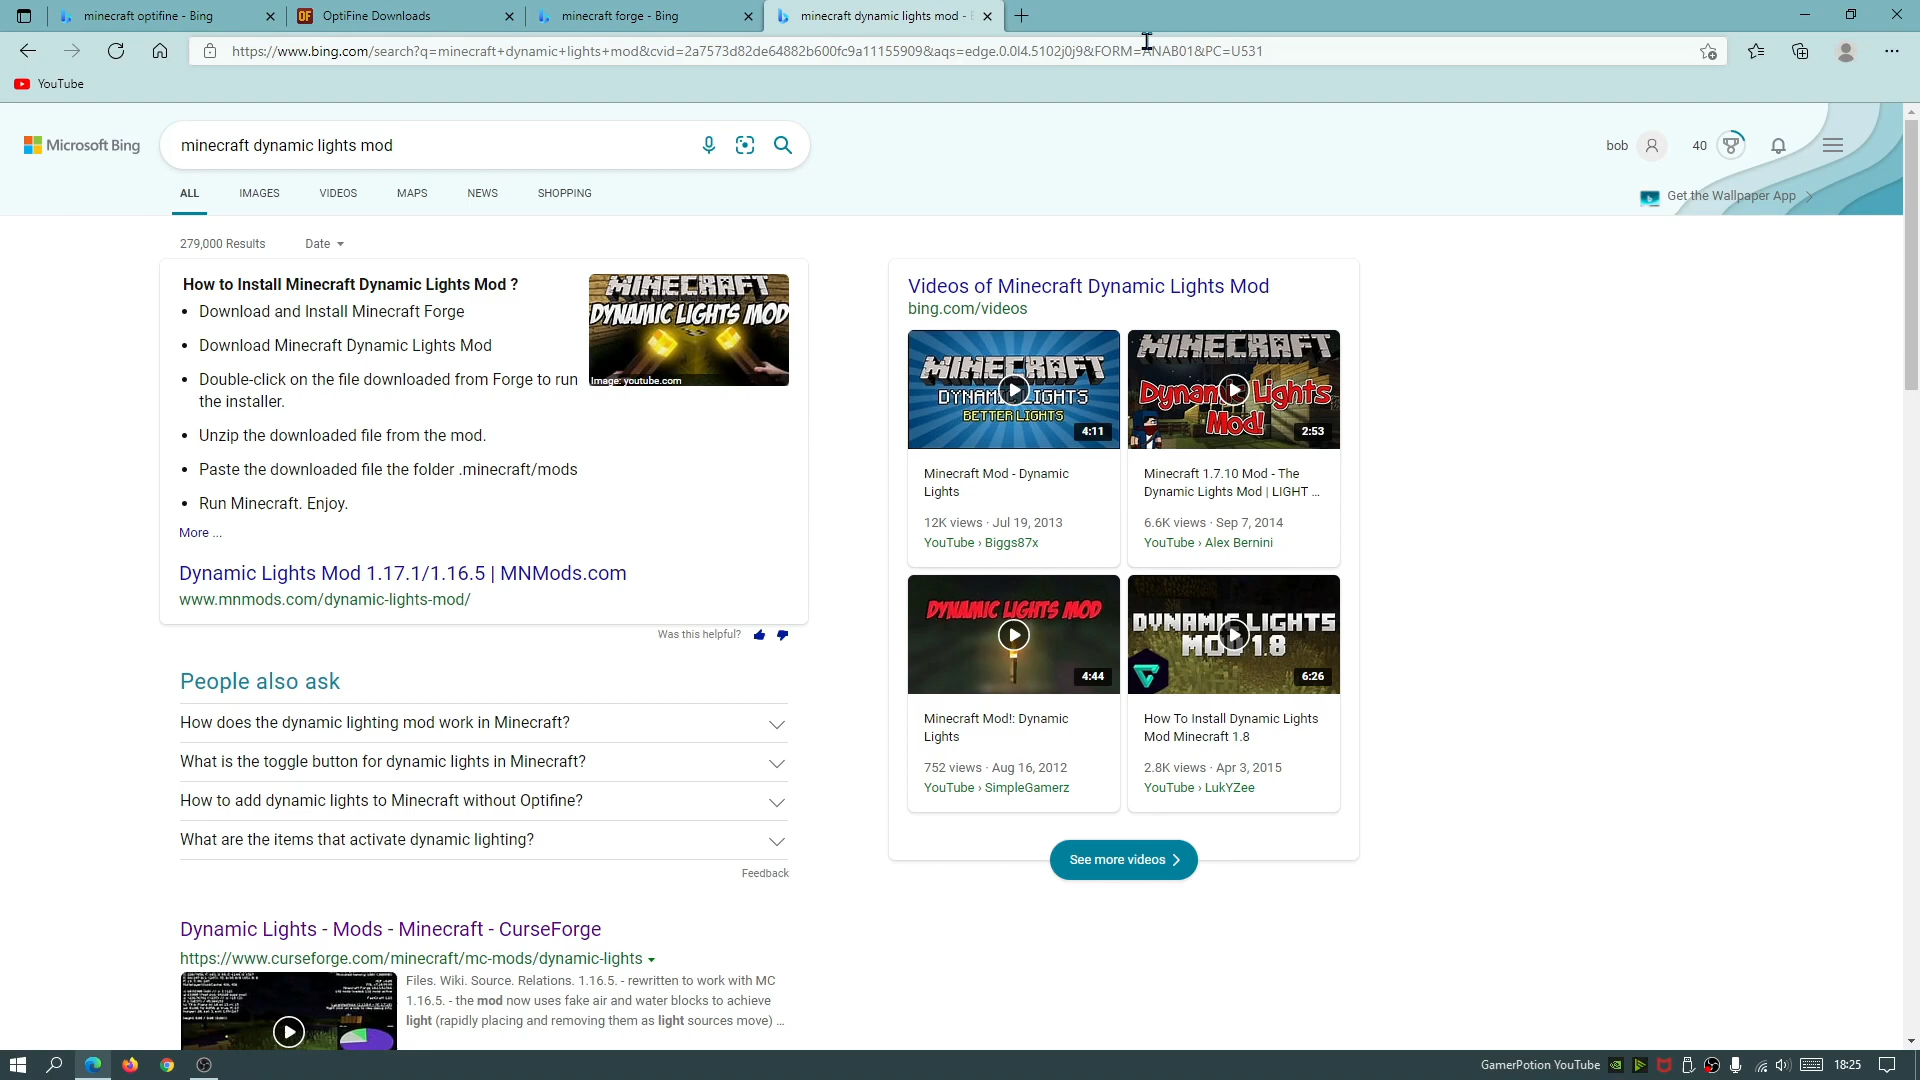 minecraft optifine - Bing
OptiFine Downloads
minecraft forge - Bing
minecraft dynamic lights mod -
https://www.bing.com/search?q=minecraft+dynamic+lights+mod&cvid=2a7573d82de64882b600fc9a11155909&aqs=edge.0.0l4.5102j0j9&FORM=ANAB01&PC=U531
YouTube
Microsoft Bing
minecraft dynamic lights mod
bob
40
ALL
IMAGES
VIDEOS
MAPS
NEWS
SHOPPING
Get the Wallpaper App
279,000 Results
Date
How to Install Minecraft Dynamic Lights Mod ?
• Download and Install Minecraft Forge
• Download Minecraft Dynamic Lights Mod
• Double-click on the file downloaded from Forge to run
the installer.
• Unzip the downloaded file from the mod.
• Paste the downloaded file the folder .minecraft/mods
• Run Minecraft. Enjoy.
More ...
MINECRAFT
DYNAMIC LIGHTS MOD
Image: youtube.com
Dynamic Lights Mod 1.17.1/1.16.5 | MNMods.com
www.mnmods.com/dynamic-lights-mod/
Was this helpful?
People also ask
How does the dynamic lighting mod work in Minecraft?
What is the toggle button for dynamic lights in Minecraft?
How to add dynamic lights to Minecraft without Optifine?
What are the items that activate dynamic lighting?
Feedback
Dynamic Lights - Mods - Minecraft - CurseForge
https://www.curseforge.com/minecraft/mc-mods/dynamic-lights
Files. Wiki. Source. Relations. 1.16.5. - rewritten to work with MC
1.16.5. - the mod now uses fake air and water blocks to achieve
light (rapidly placing and removing them as light sources move) ...
Videos of Minecraft Dynamic Lights Mod
bing.com/videos
MINECRAFT
DYNAMIC LIGHTS
BETTER LIGHTS
4:11
Minecraft Mod - Dynamic
Lights
12K views · Jul 19, 2013
YouTube › Biggs87x
MINECRAFT
Dynamic Lights
Mod!
2:53
Minecraft 1.7.10 Mod - The
Dynamic Lights Mod | LIGHT ...
6.6K views · Sep 7, 2014
YouTube › Alex Bernini
DYNAMIC LIGHTS MOD
4:44
Minecraft Mod!: Dynamic
Lights
752 views · Aug 16, 2012
YouTube › SimpleGamerz
DYNAMIC LIGHTS
MOD 1.8
6:26
How To Install Dynamic Lights
Mod Minecraft 1.8
2.8K views · Apr 3, 2015
YouTube › LukYZee
See more videos
GamerPotion YouTube
18:25